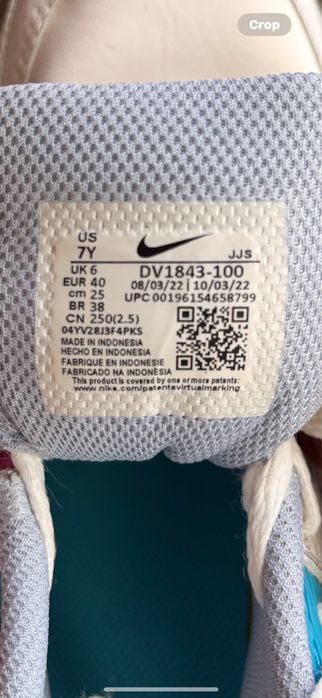 Crop
US
7Y
JJS
UK 6
DV1843-100
EUR 40
08/03/22 | 10/03/22
cm 25
UPC 00196154658799
BR 38
CN 250(2.5)
04YV28J3F4PKS
MADE IN INDONESIA
HECHO EN INDONESIA
FABRIQUE EN INDONESIE
FABRICADO NA INDONÉSIA
This product is covered by one or more patents:
www.nike.com/patentsvirtualmarking